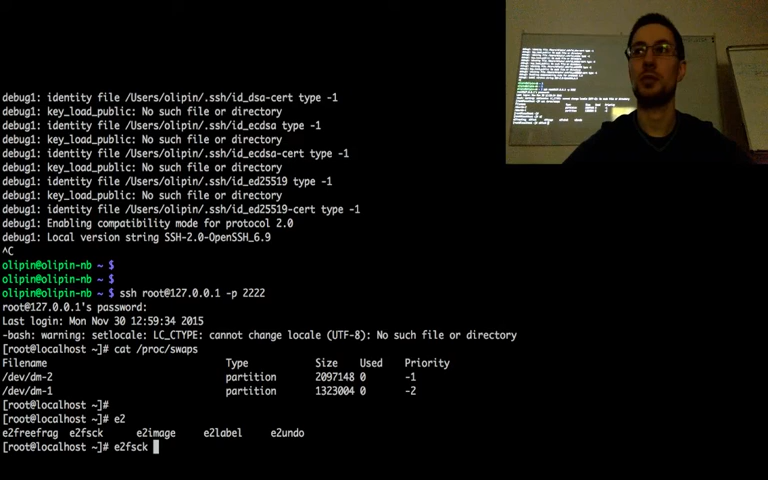 debug1: identity file /Users/olipin/.ssh/id_dsa-cert type -1
debug1: key_load_public: No such file or directory
debug1: identity file /Users/olipin/.ssh/id_ecdsa type -1
debug1: key_load_public: No such file or directory
debug1: identity file /Users/olipin/.ssh/id_ecdsa-cert type -1
debug1: key_load_public: No such file or directory
debug1: identity file /Users/olipin/.ssh/id_ed25519 type -1
debug1: key_load_public: No such file or directory
debug1: identity file /Users/olipin/.ssh/id_ed25519-cert type -1
debug1: Enabling compatibility mode for protocol 2.0
debug1: Local version string SSH-2.0-OpenSSH_6.9
^C
olipin@olipin-nb ~ $
olipin@olipin-nb ~ $
olipin@olipin-nb ~ $ ssh root@127.0.0.1 -p 2222
root@127.0.0.1's password:
Last login: Mon Nov 30 12:59:34 2015
-bash: warning: setlocale: LC_CTYPE: cannot change locale (UTF-8): No such file or directory
[root@localhost ~]# cat /proc/swaps
Filename Type Size Used Priority
/dev/dm-2 partition 2097148 0 -1
/dev/dm-1 partition 1323004 0 -2
[root@localhost ~]#
[root@localhost ~]# e2
e2freefrag e2fsck e2image e2label e2undo
[root@localhost ~]# e2fsck